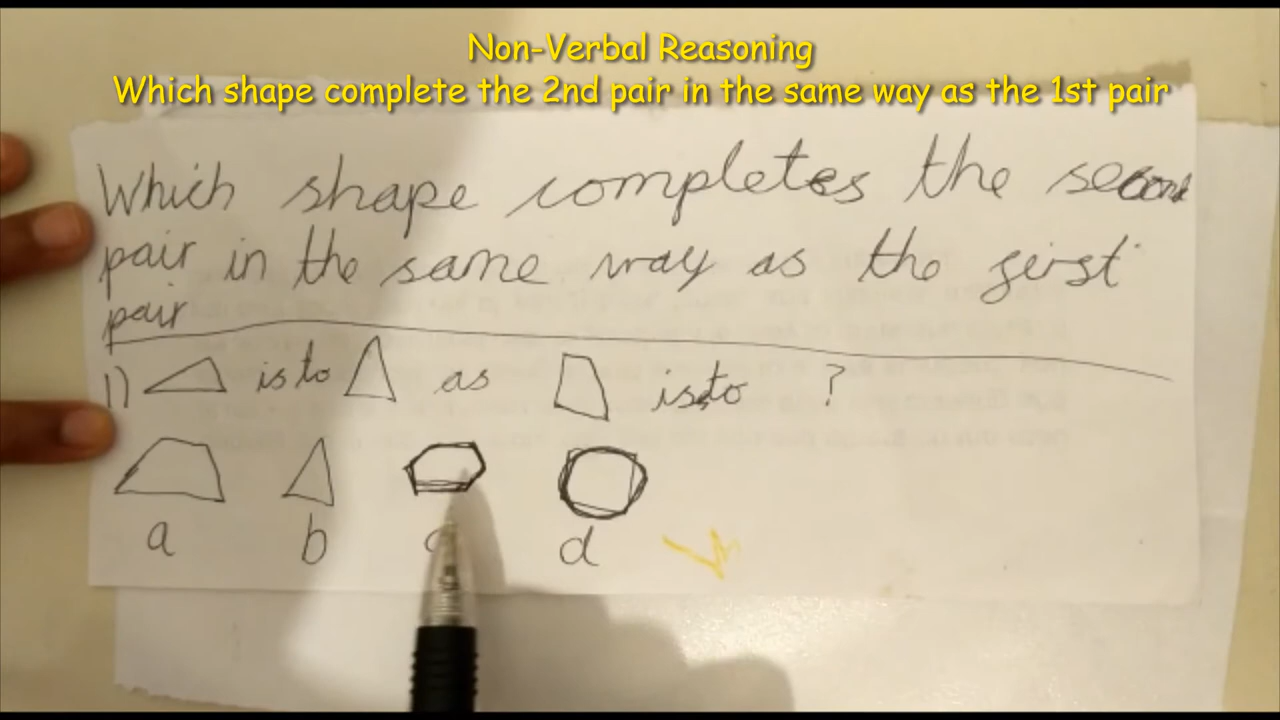 Non-Verbal Reasoning
Which shape complete the 2nd pair in the same way as the 1st pair
Which shape completes the second
pair in the same way as the first
pair
1) is to as is to ?
a b d